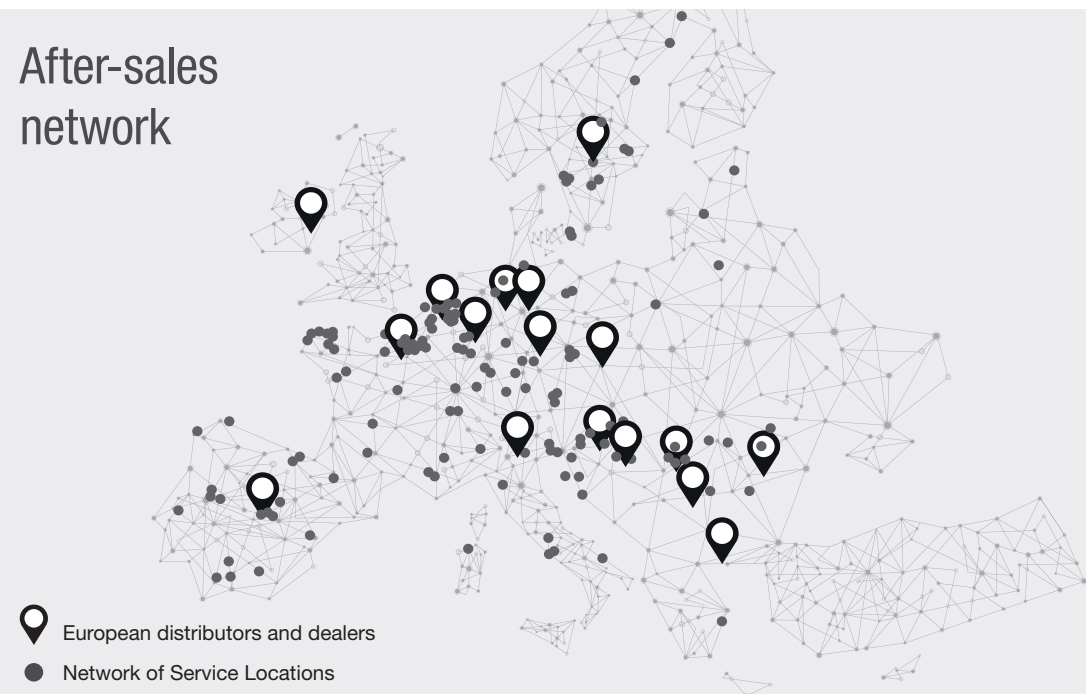 After-sales
network
European distributors and dealers
Network of Service Locations